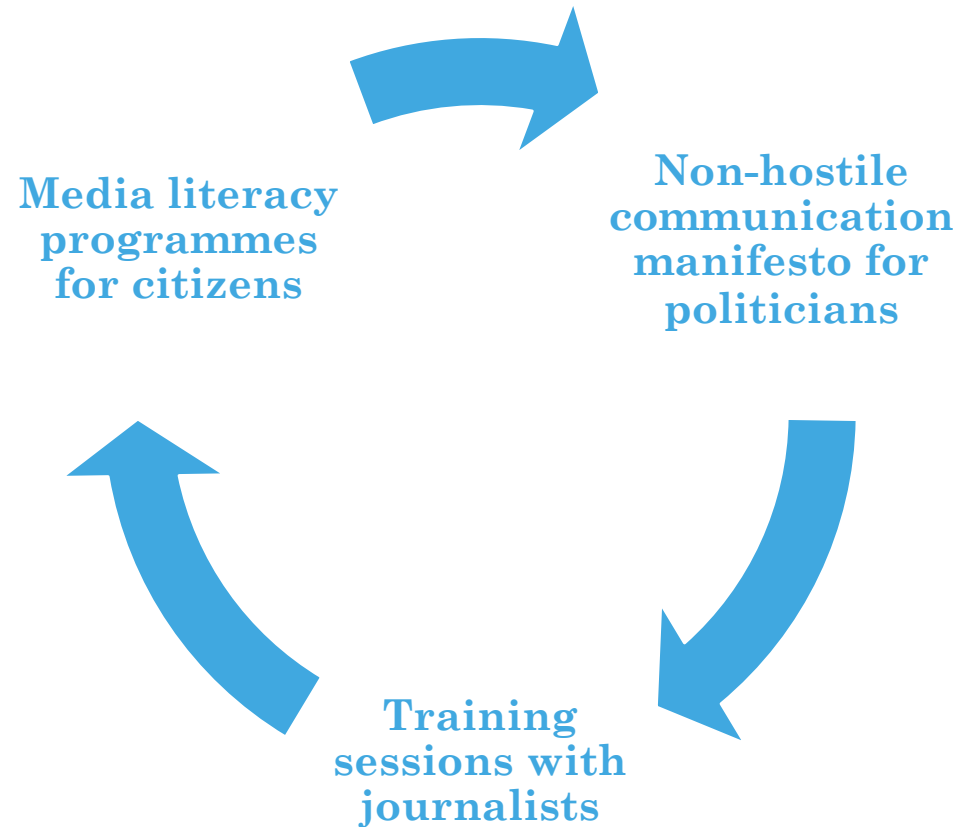 Media literacy
programmes
for citizens
Non-hostile
communication
manifesto for
politicians
Training
sessions with
journalists